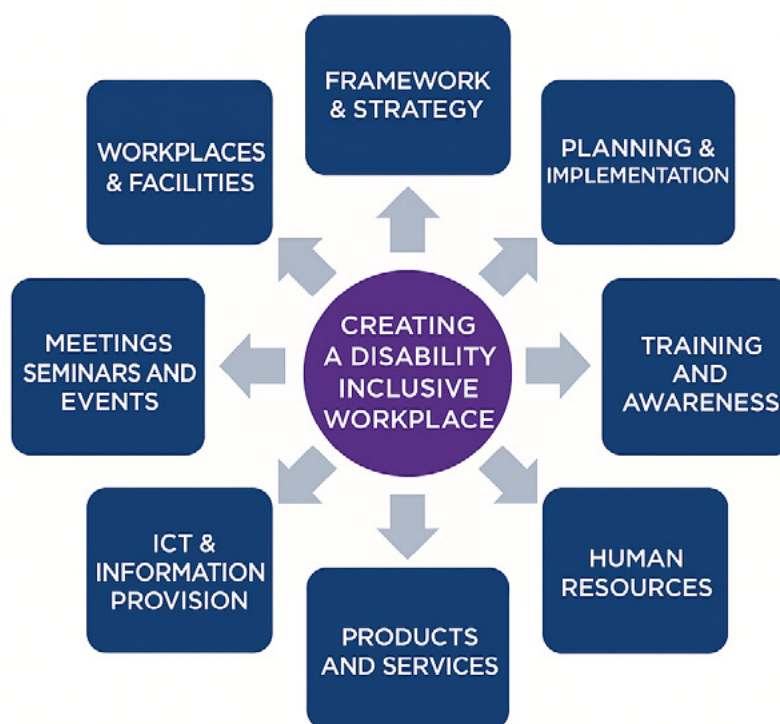 FRAMEWORK
& STRATEGY
PLANNING &
IMPLEMENTATION
TRAINING
AND
AWARENESS
HUMAN
RESOURCES
PRODUCTS
AND SERVICES
ICT &
INFORMATION
PROVISION
MEETINGS
SEMINARS AND
EVENTS
WORKPLACES
& FACILITIES
CREATING
A DISABILITY
INCLUSIVE
WORKPLACE